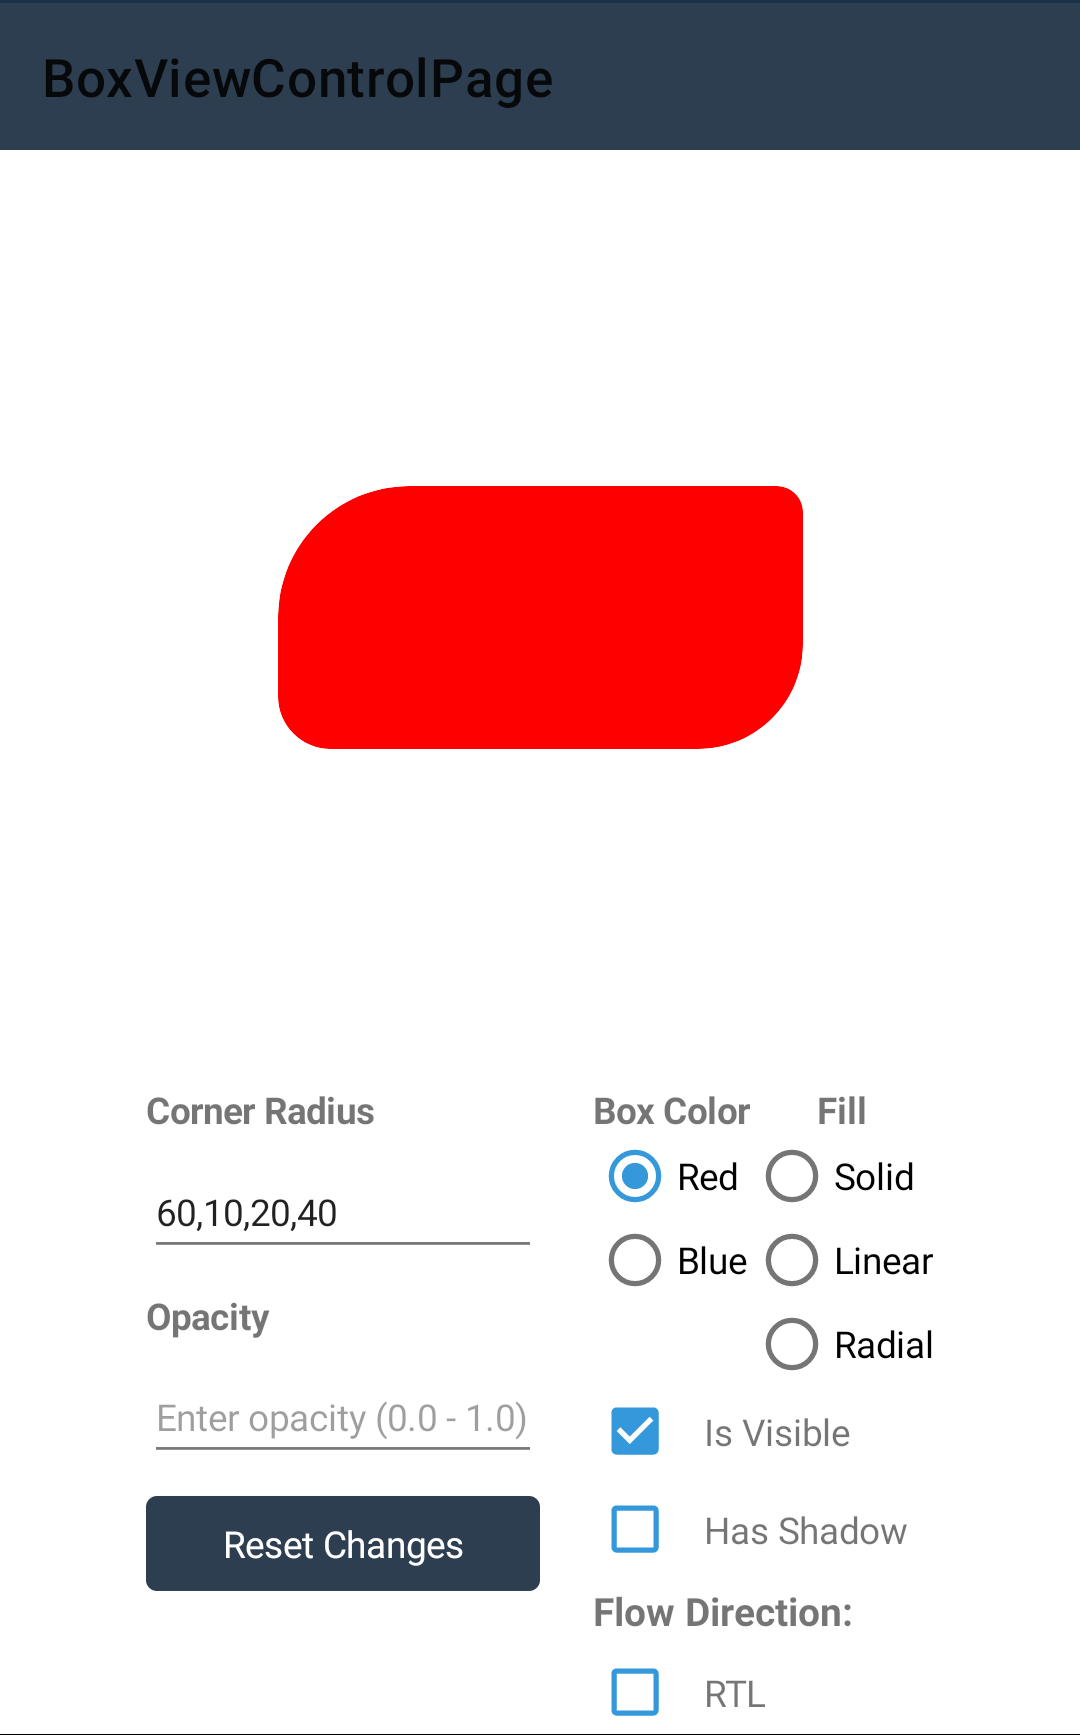 BoxViewControlPage
Corner Radius
60,10,20,40
Opacity
Enter opacity (0.0 - 1.0)
Reset Changes
Box Color Fill
Red Solid
Blue Linear
Radial
Is Visible
Has Shadow
Flow Direction:
RTL